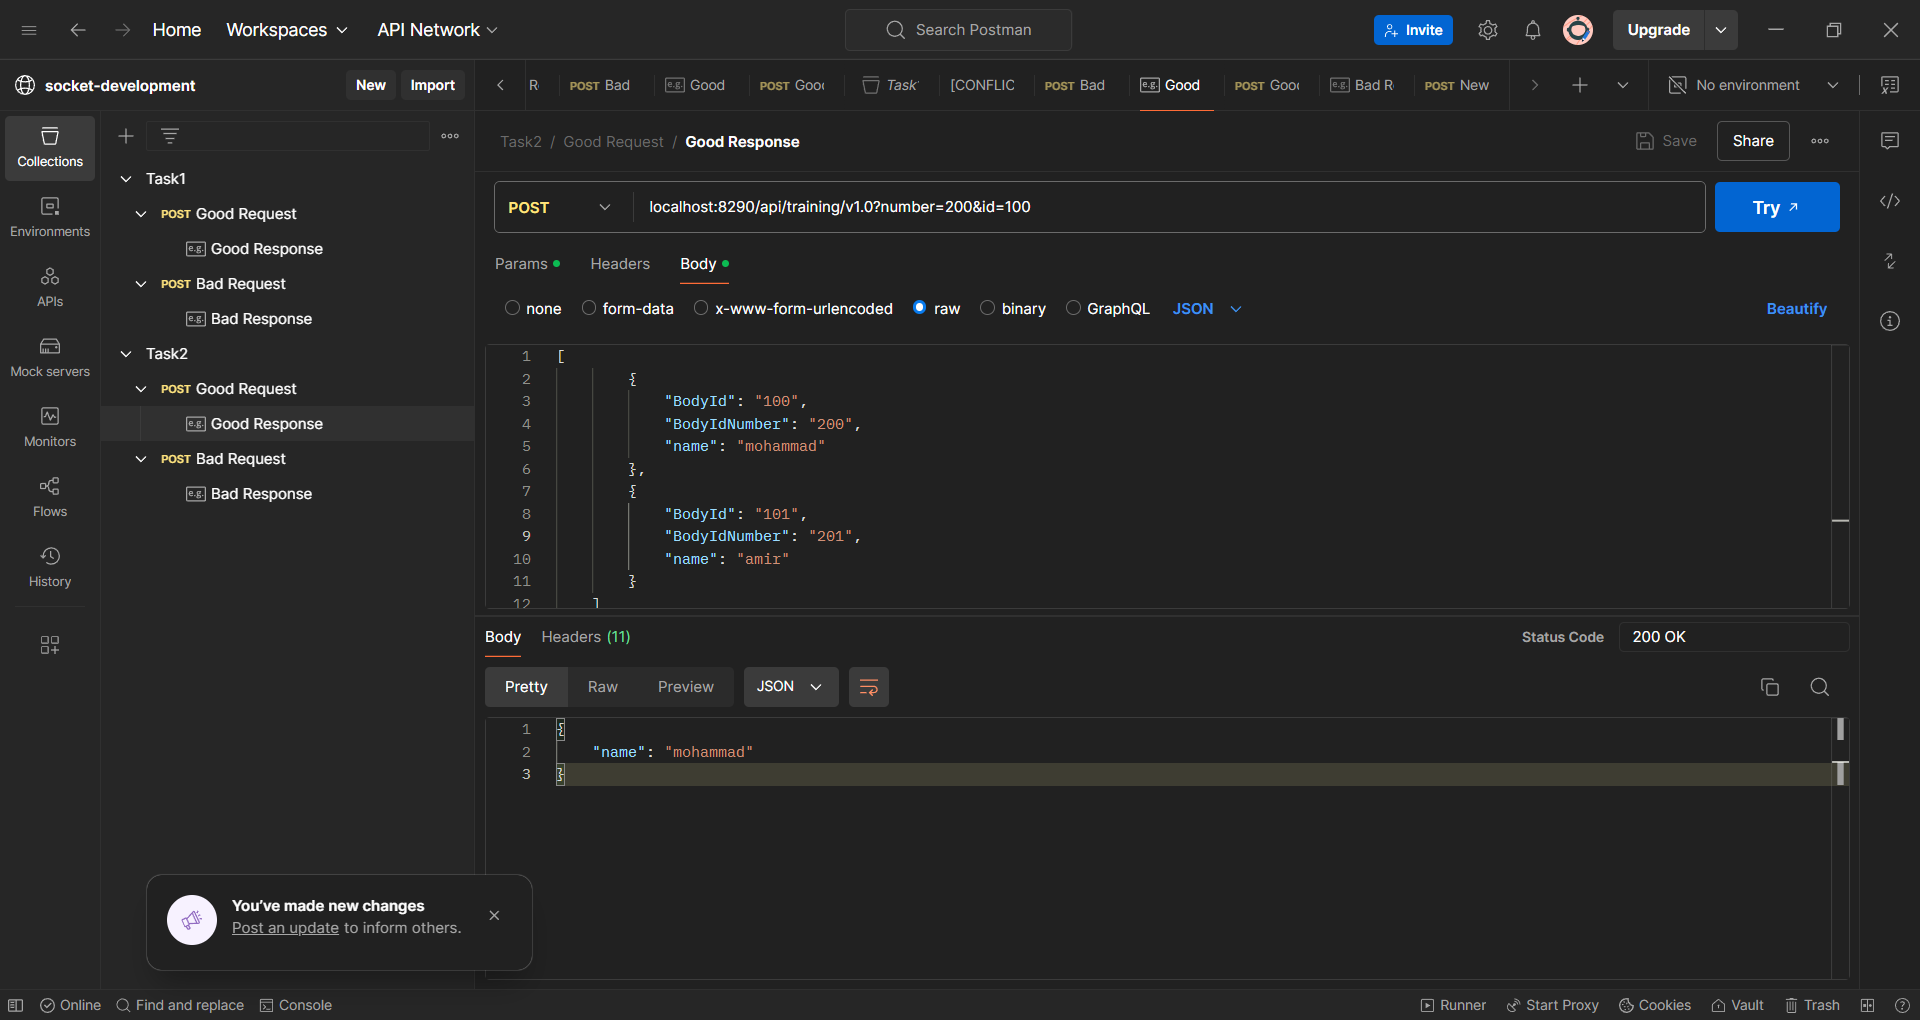 Home
Workspaces
API Network
Search Postman
Invite
Upgrade
socket-development
New
Import
POST Bad
e.g. Good
POST Good
Task
[CONFLIC
POST Bad
e.g. Good
POST Good
e.g. Bad R
POST New
No environment
Collections
Environments
APIs
Mock servers
Monitors
Flows
History
Task1
POST Good Request
e.g. Good Response
POST Bad Request
e.g. Bad Response
Task2
POST Good Request
e.g. Good Response
POST Bad Request
e.g. Bad Response
Task2 / Good Request / Good Response
Save
Share
POST
localhost:8290/api/training/v1.0?number=200&id=100
Try
Params
Headers
Body
none
form-data
x-www-form-urlencoded
raw
binary
GraphQL
JSON
Beautify
1 [
2 {
3 "BodyId": "100",
4 "BodyIdNumber": "200",
5 "name": "mohammad"
6 },
7 {
8 "BodyId": "101",
9 "BodyIdNumber": "201",
10 "name": "amir"
11 }
12 ]
Body
Headers (11)
Status Code
200 OK
Pretty
Raw
Preview
JSON
1 {
2 "name": "mohammad"
3 }
You've made new changes
Post an update to inform others.
Online
Find and replace
Console
Runner
Start Proxy
Cookies
Vault
Trash